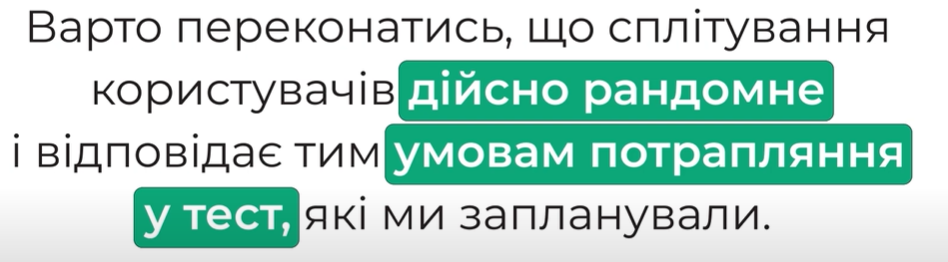 Варто переконатись, що сплітування
користувачів дійсно рандомне
і відповідає тим умовам потрапляння
у тест, які ми запланували.